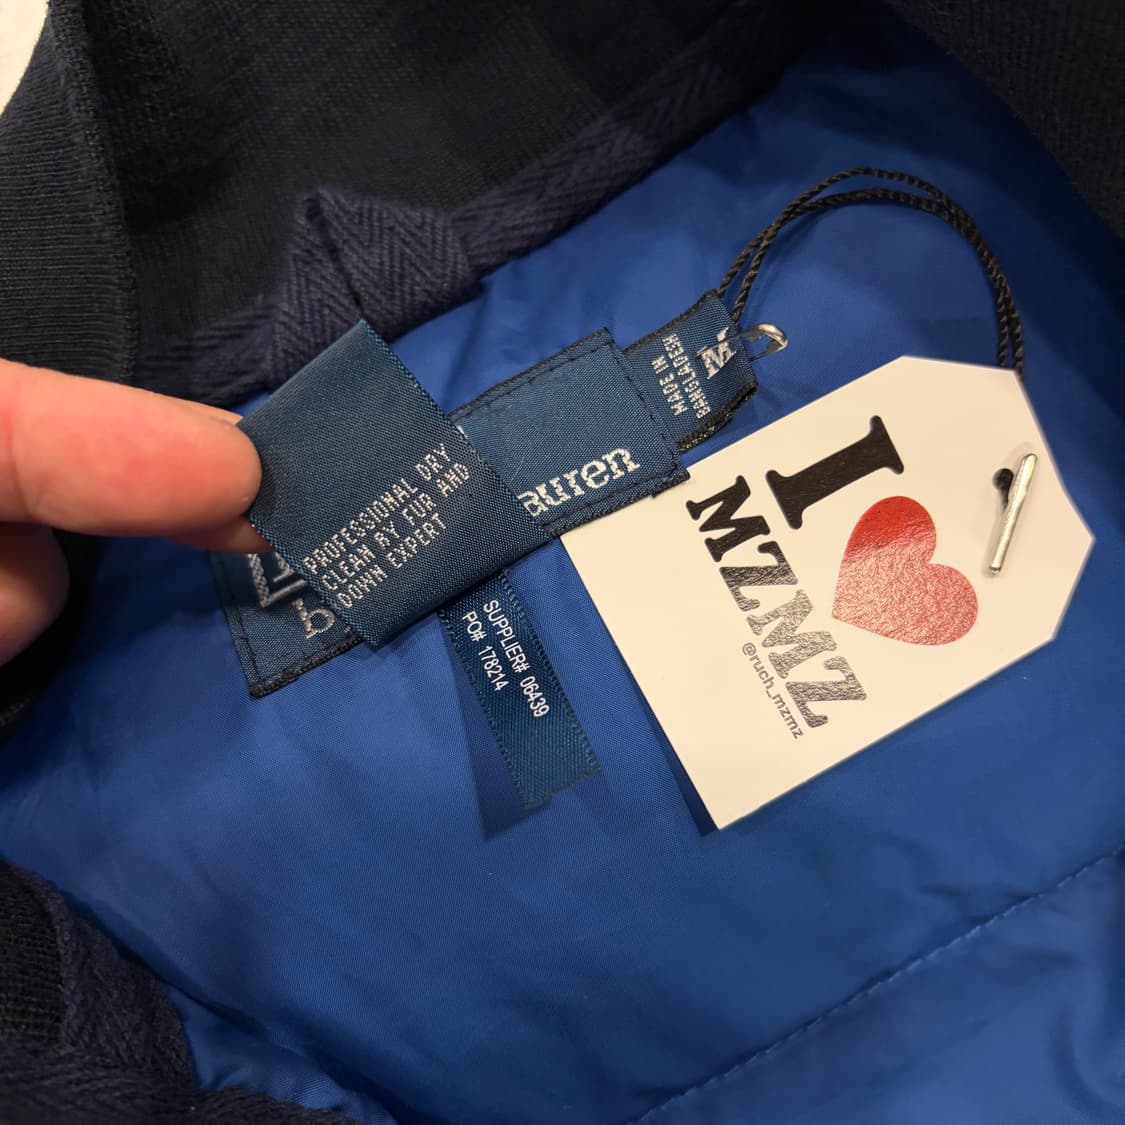 PROFESSIONAL DRY
CLEAN BY FUR AND
DOWN EXPERT
auren
M
MADE IN
BANGLADESH
SUPPLIER# 06439
PO# 178214
I
MZMZ
@ruch_mzmz